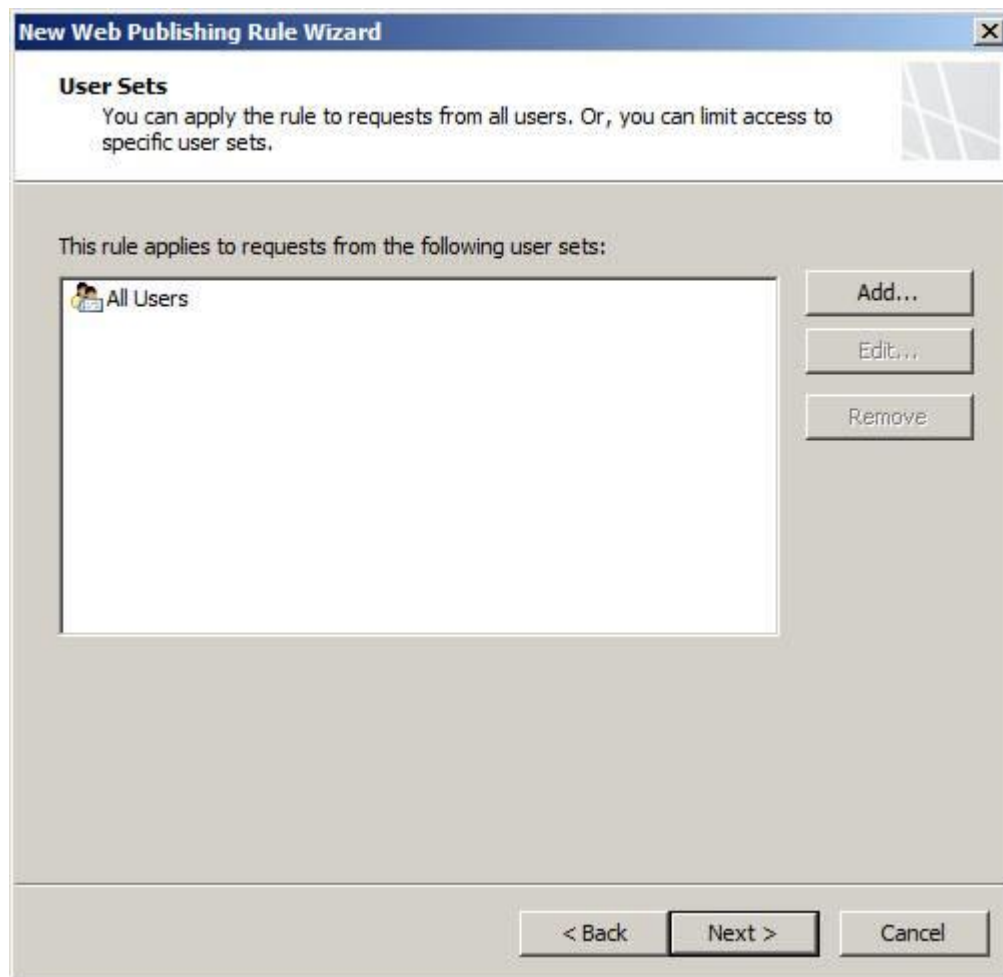 New Web Publishing Rule Wizard
User Sets
You can apply the rule to requests from all users. Or, you can limit access to
specific user sets.
This rule applies to requests from the following user sets:
All Users
Add...
Edit...
Remove
< Back
Next >
Cancel